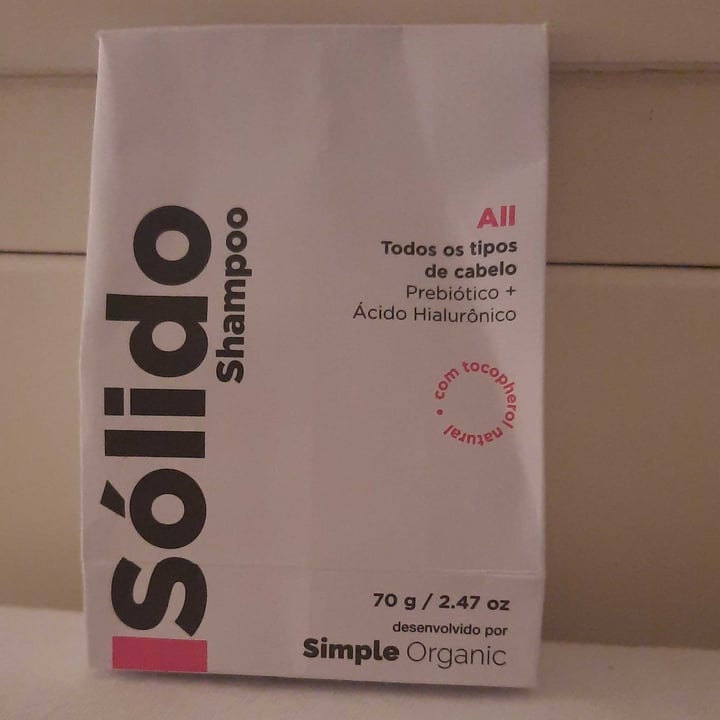 Sólido
Shampoo
All
Todos os tipos
de cabelo
Prebiótico +
Ácido Hialurônico
com tocopherol natural •
70 g / 2.47 oz
desenvolvido por
Simple Organic